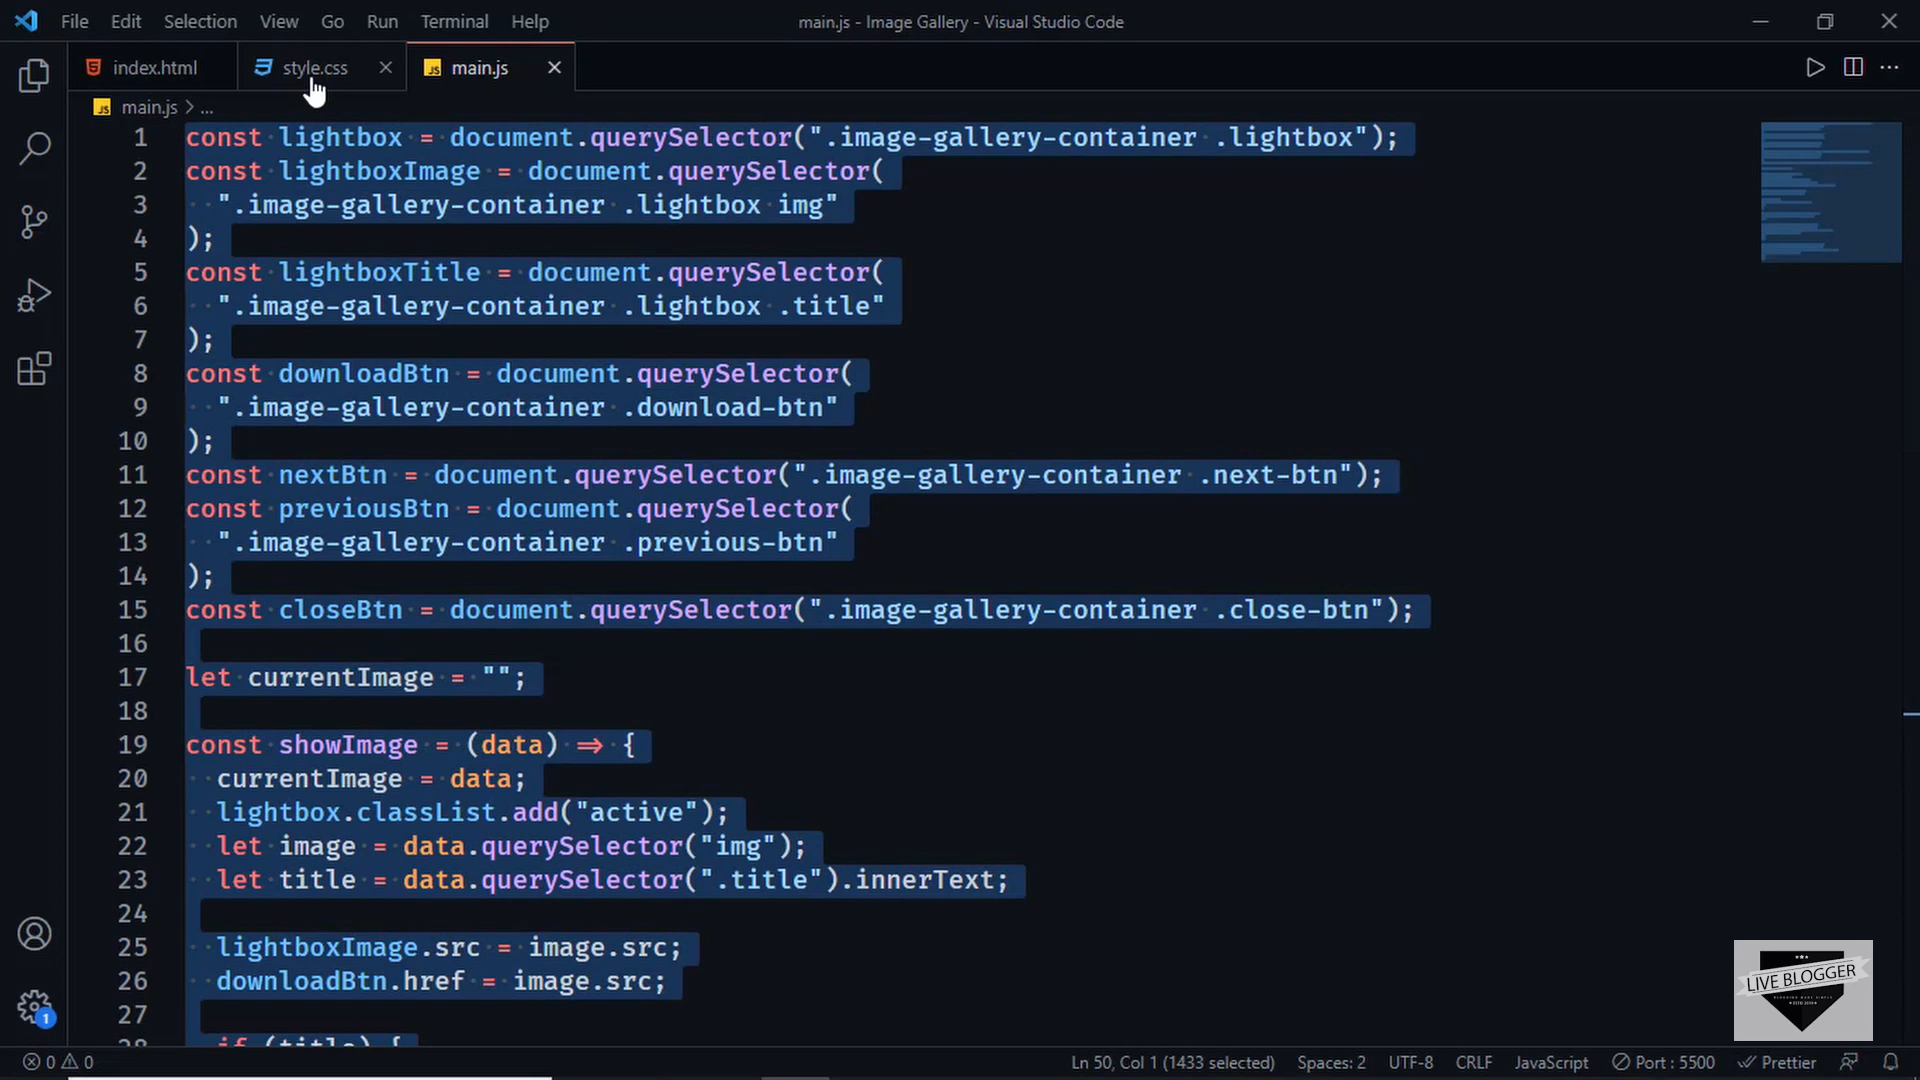 File Edit Selection View Go Run Terminal Help main.js - Image Gallery - Visual Studio Code
index.html style.css JS main.js
JS main.js > ...
1 const lightbox = document.querySelector(".image-gallery-container .lightbox");
2 const lightboxImage = document.querySelector(
3 ".image-gallery-container .lightbox img"
4 );
5 const lightboxTitle = document.querySelector(
6 ".image-gallery-container .lightbox .title"
7 );
8 const downloadBtn = document.querySelector(
9 ".image-gallery-container .download-btn"
10 );
11 const nextBtn = document.querySelector(".image-gallery-container .next-btn");
12 const previousBtn = document.querySelector(
13 ".image-gallery-container .previous-btn"
14 );
15 const closeBtn = document.querySelector(".image-gallery-container .close-btn");
16
17 let currentImage = "";
18
19 const showImage = (data) => {
20 currentImage = data;
21 lightbox.classList.add("active");
22 let image = data.querySelector("img");
23 let title = data.querySelector(".title").innerText;
24
25 lightboxImage.src = image.src;
26 downloadBtn.href = image.src;
27
28 if (title) {
LIVE BLOGGER
1
0 0 Ln 50, Col 1 (1433 selected) Spaces: 2 UTF-8 CRLF JavaScript Port : 5500 Prettier